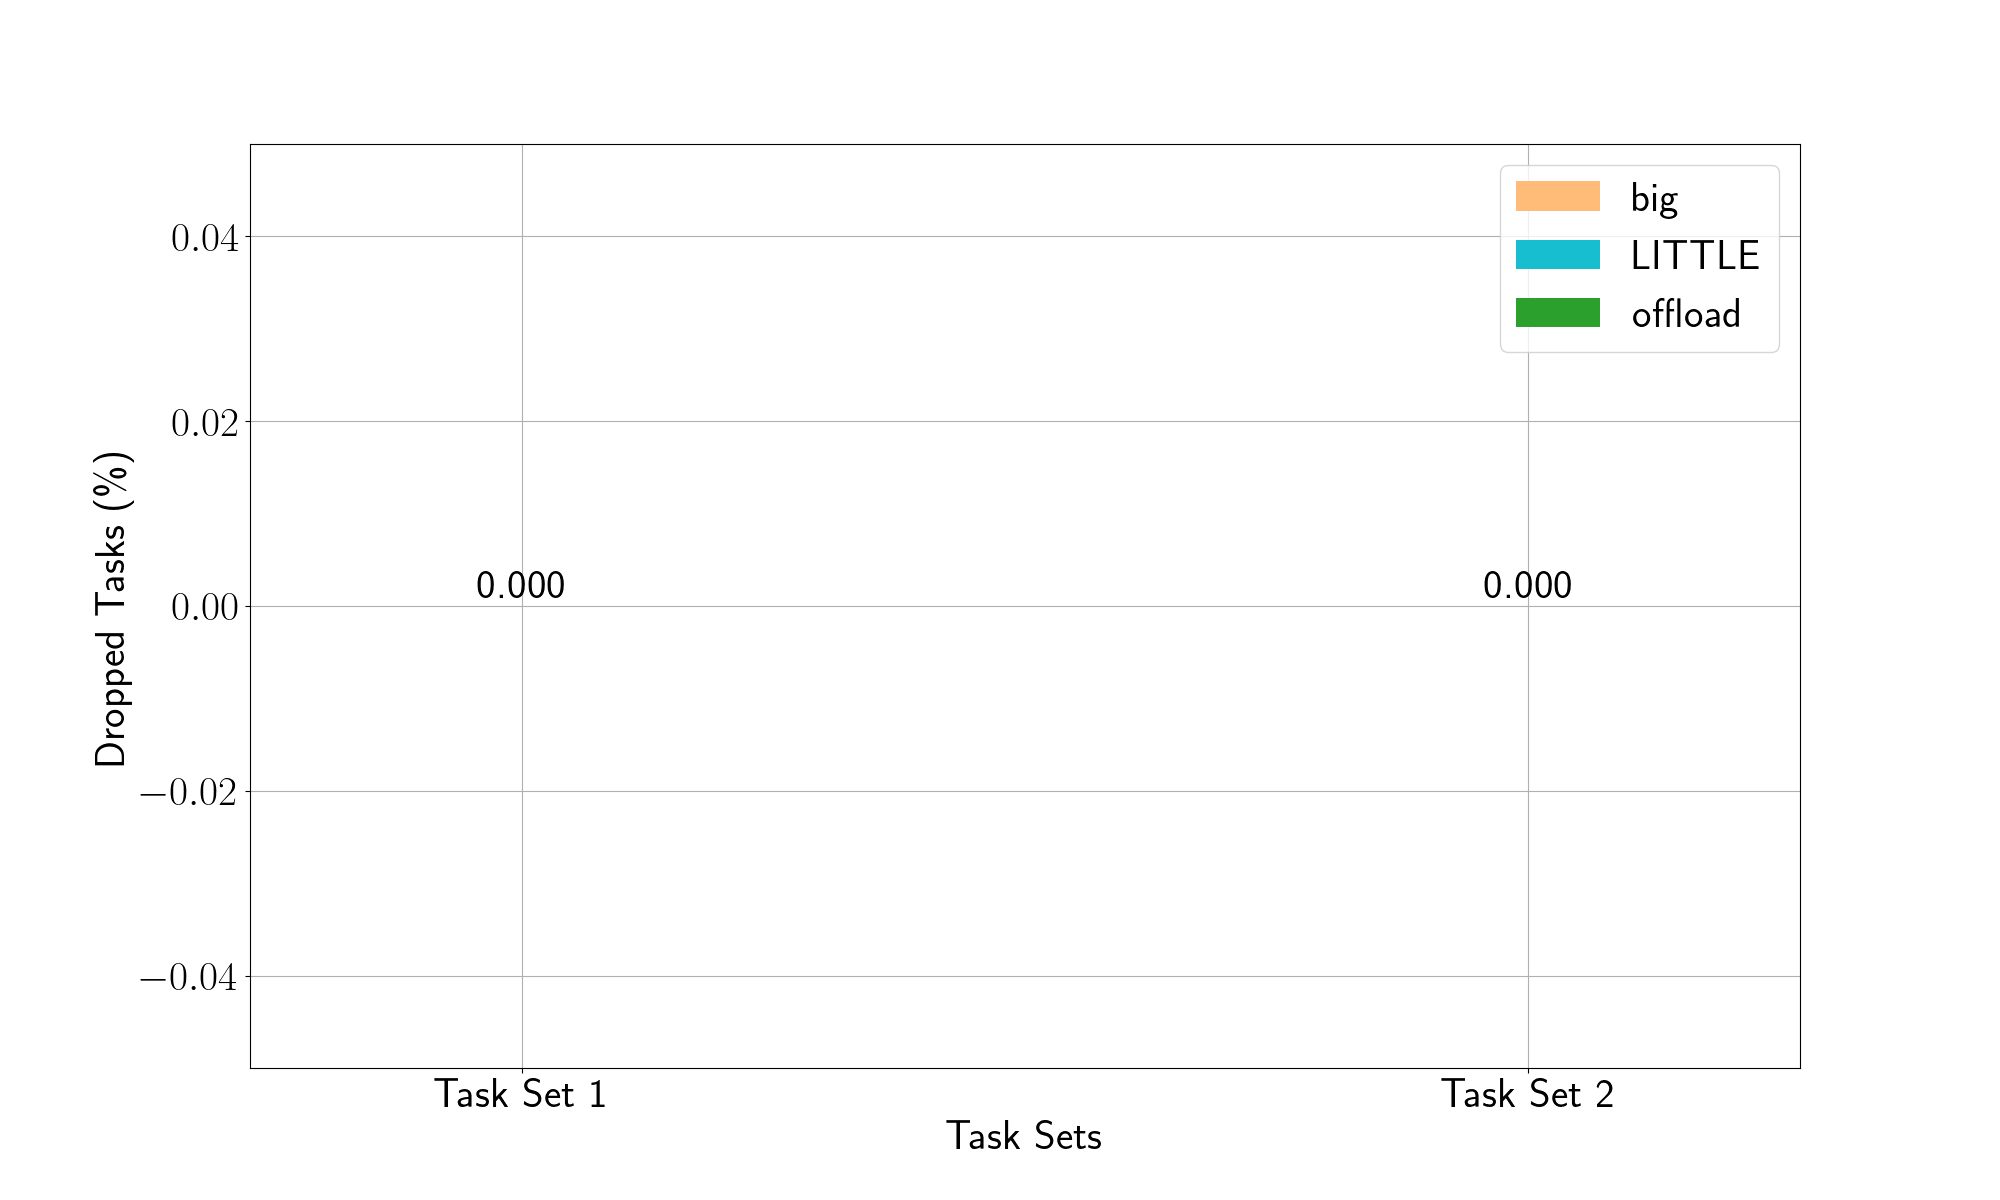 big
LITTLE
offload
0.04
0.02
0.00
−0.02
−0.04
Dropped Tasks (%)
0.000
0.000
Task Set 1
Task Set 2
Task Sets